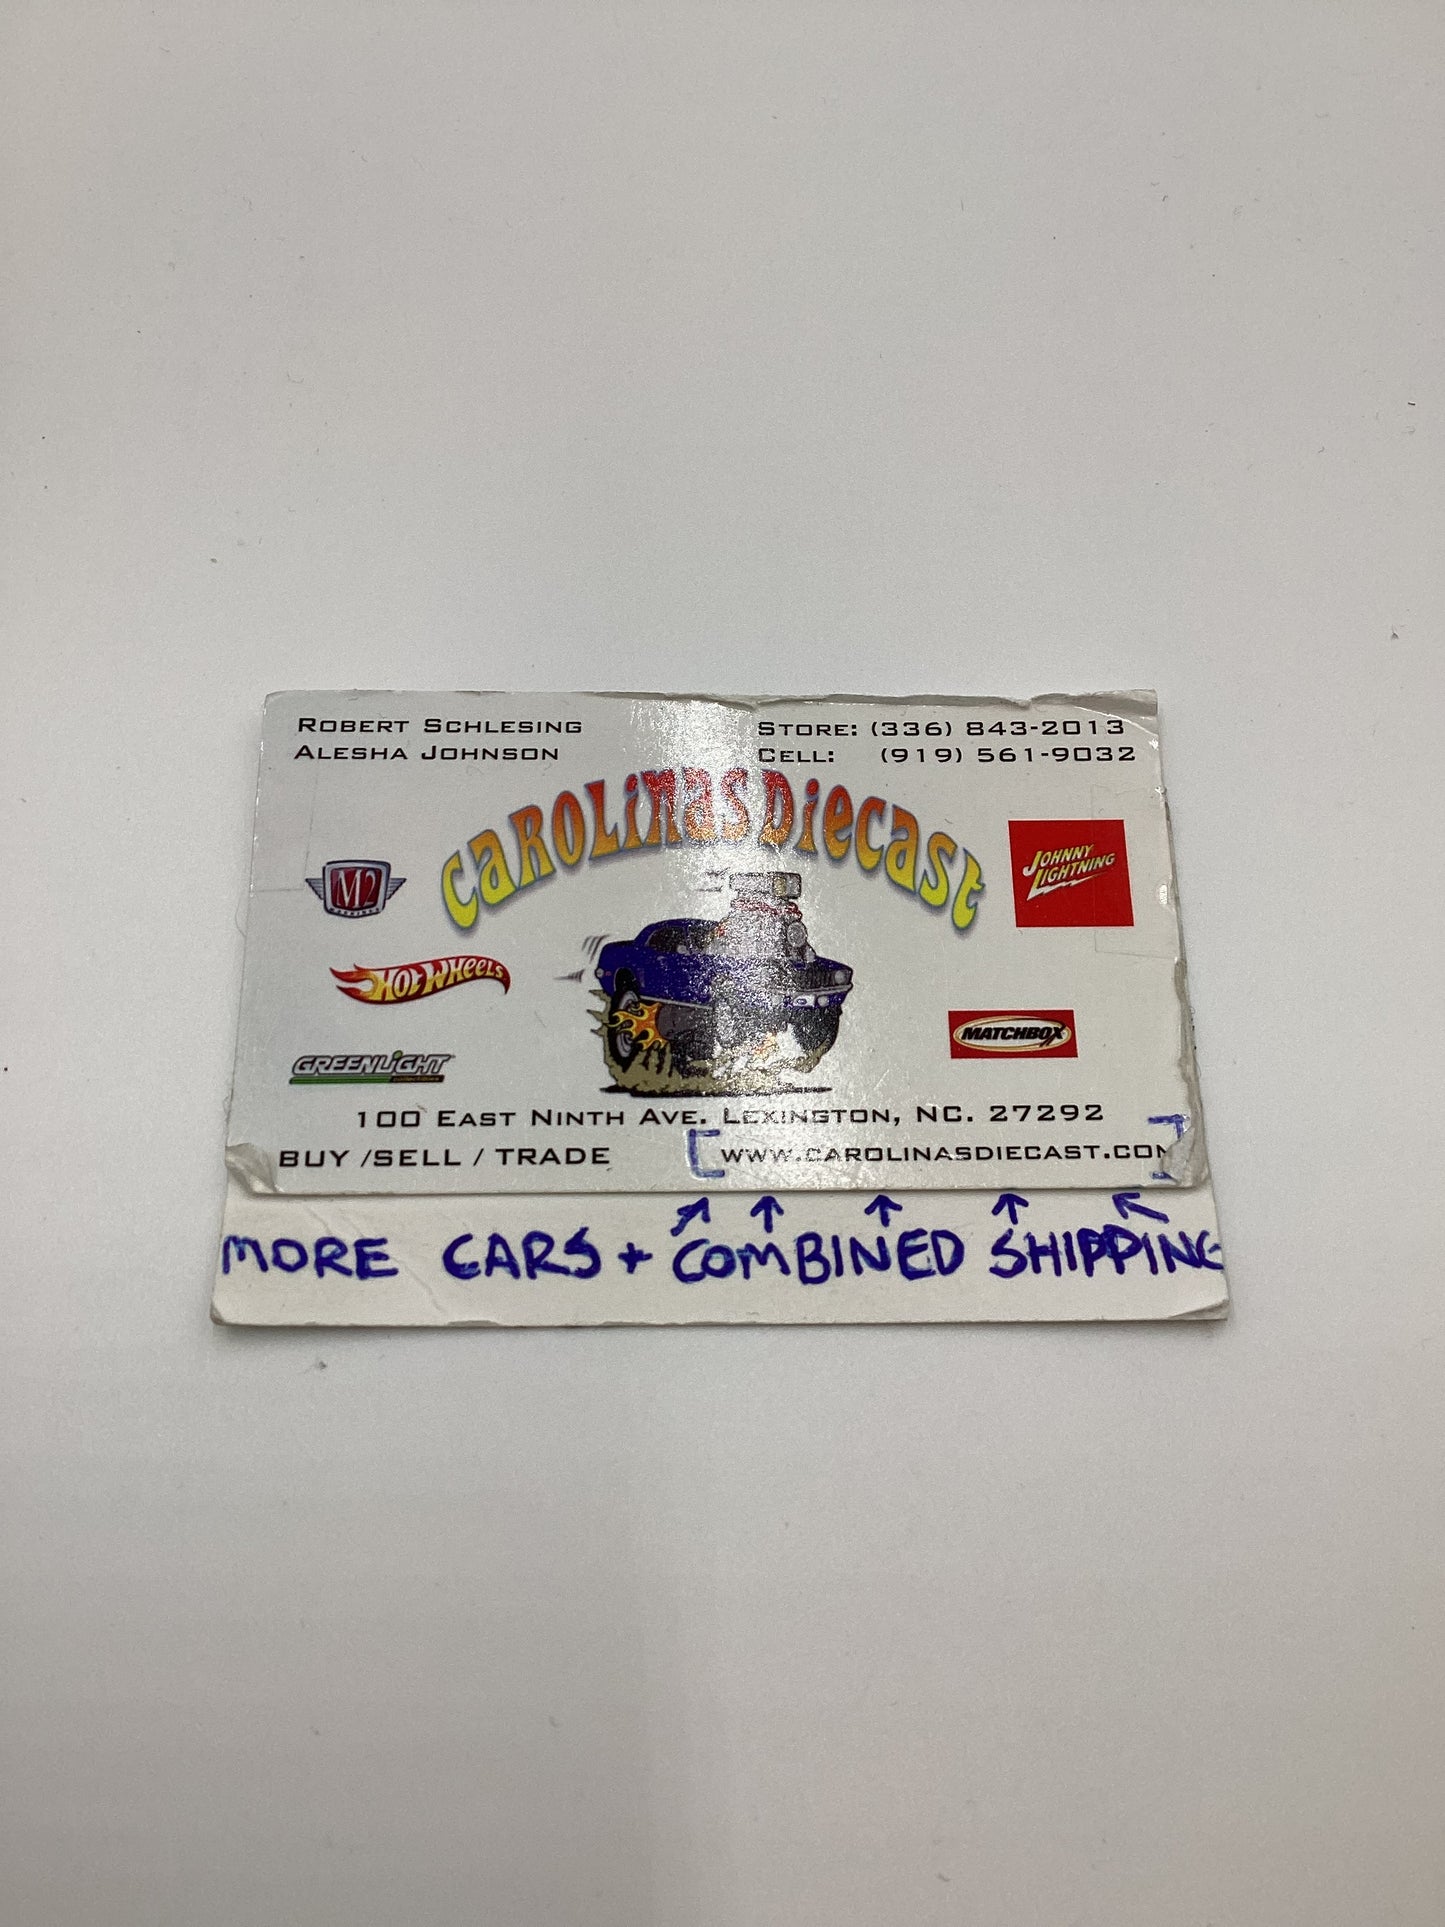 ROBERT SCHLESING
ALESHA JOHNSON
STORE: (336) 843-2013
CELL: (919) 561-9032
CAROLINAS DIECAST
M2
MACHINES
JOHNNY
LIGHTNING
HOT WHEELS
MATCHBOX
GREENLIGHT
100 EAST NINTH AVE. LEXINGTON, NC. 27292
BUY /SELL / TRADE
[WWW.CAROLINASDIECAST.COM]
MORE CARS + COMBINED SHIPPING